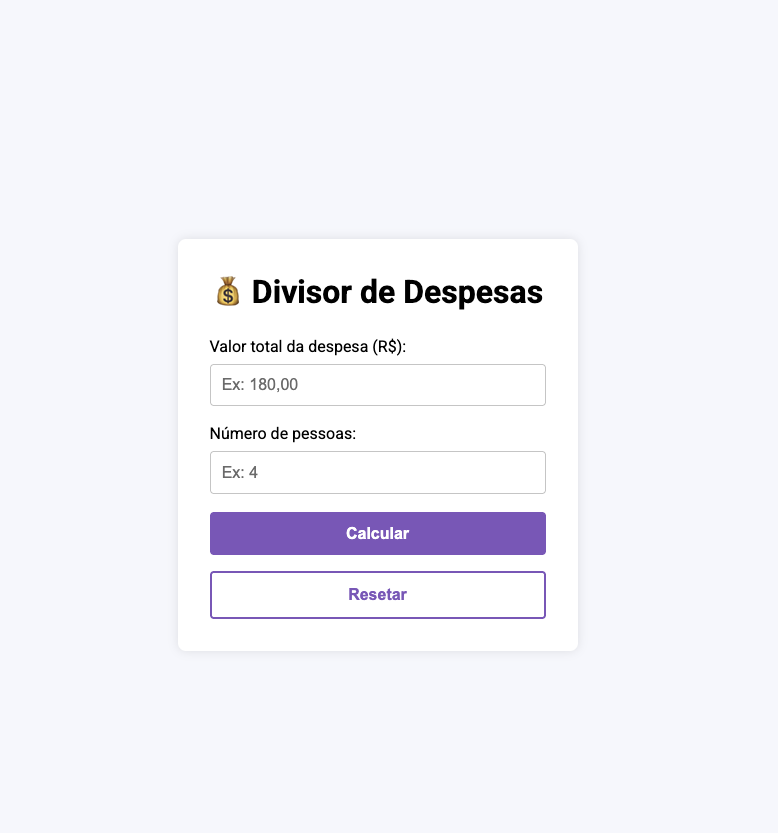 💰 Divisor de Despesas
Valor total da despesa (R$):
Ex: 180,00
Número de pessoas:
Ex: 4
Calcular
Resetar